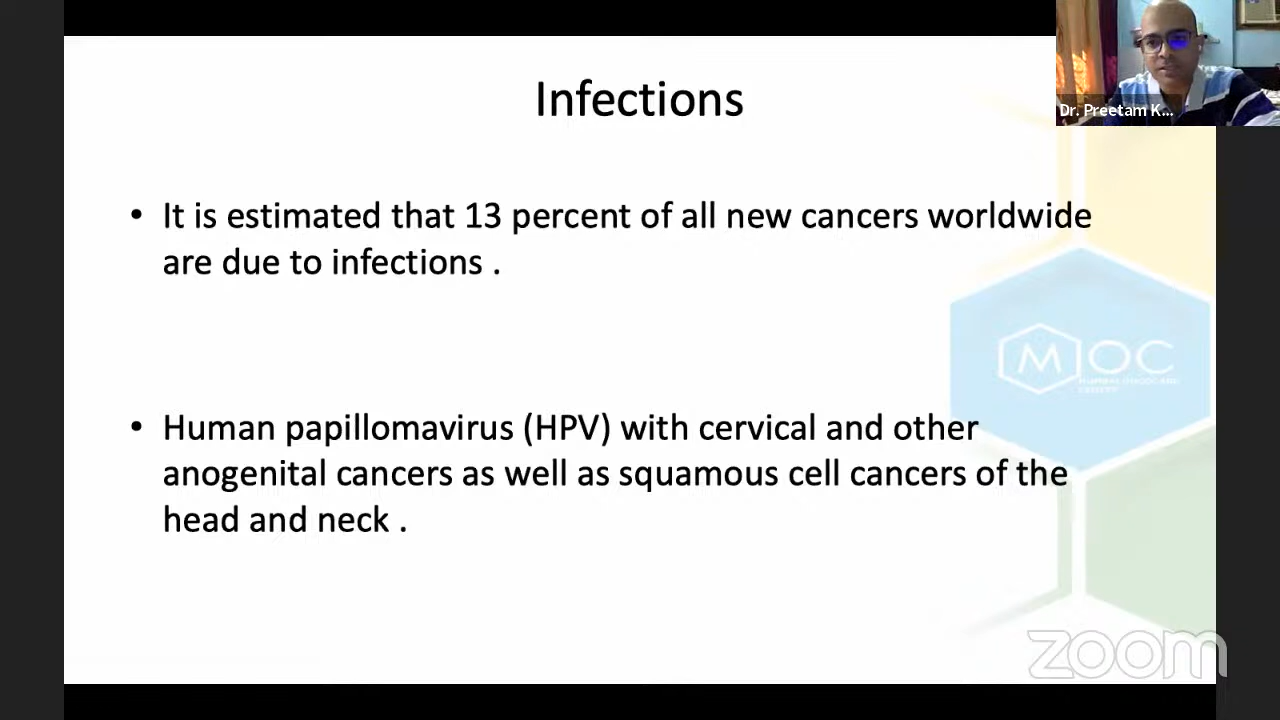 Infections
Dr. Preetam K...
• It is estimated that 13 percent of all new cancers worldwide
are due to infections .
MOC
• Human papillomavirus (HPV) with cervical and other
anogenital cancers as well as squamous cell cancers of the
head and neck .
zoom